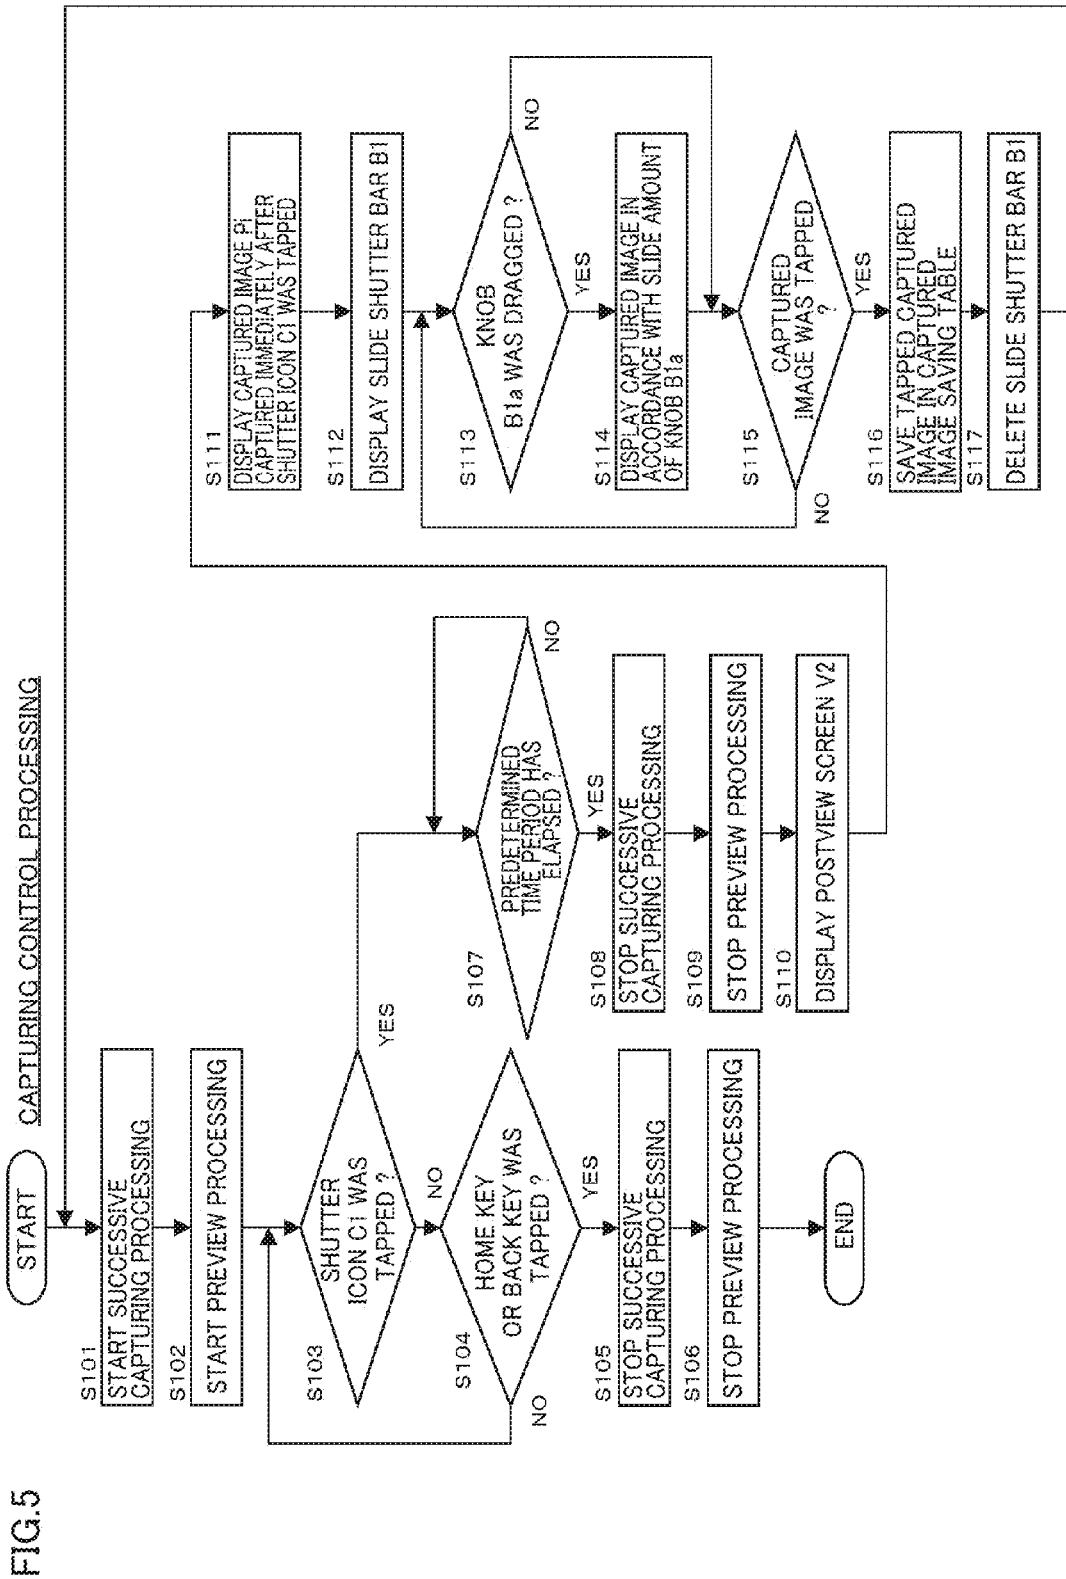 FIG.5
CAPTURING CONTROL PROCESSING
START
S101
START SUCCESSIVE
CAPTURING PROCESSING
S102
START PREVIEW PROCESSING
S103
SHUTTER
ICON C1 WAS
TAPPED ?
YES
NO
S104
HOME KEY
OR BACK KEY WAS
TAPPED ?
NO
YES
S105
STOP SUCCESSIVE
CAPTURING PROCESSING
S106
STOP PREVIEW PROCESSING
END
S107
PREDETERMINED
TIME PERIOD HAS
ELAPSED ?
NO
YES
S108
STOP SUCCESSIVE
CAPTURING PROCESSING
S109
STOP PREVIEW PROCESSING
S110
DISPLAY POSTVIEW SCREEN V2
S111
DISPLAY CAPTURED IMAGE Pi
CAPTURED IMMEDIATELY AFTER
SHUTTER ICON C1 WAS TAPPED
S112
DISPLAY SLIDE SHUTTER BAR B1
S113
KNOB
B1a WAS DRAGGED ?
NO
YES
S114
DISPLAY CAPTURED IMAGE IN
ACCORDANCE WITH SLIDE AMOUNT
OF KNOB B1a
S115
CAPTURED
IMAGE WAS TAPPED
?
NO
YES
S116
SAVE TAPPED CAPTURED
IMAGE IN CAPTURED
IMAGE SAVING TABLE
S117
DELETE SLIDE SHUTTER BAR B1